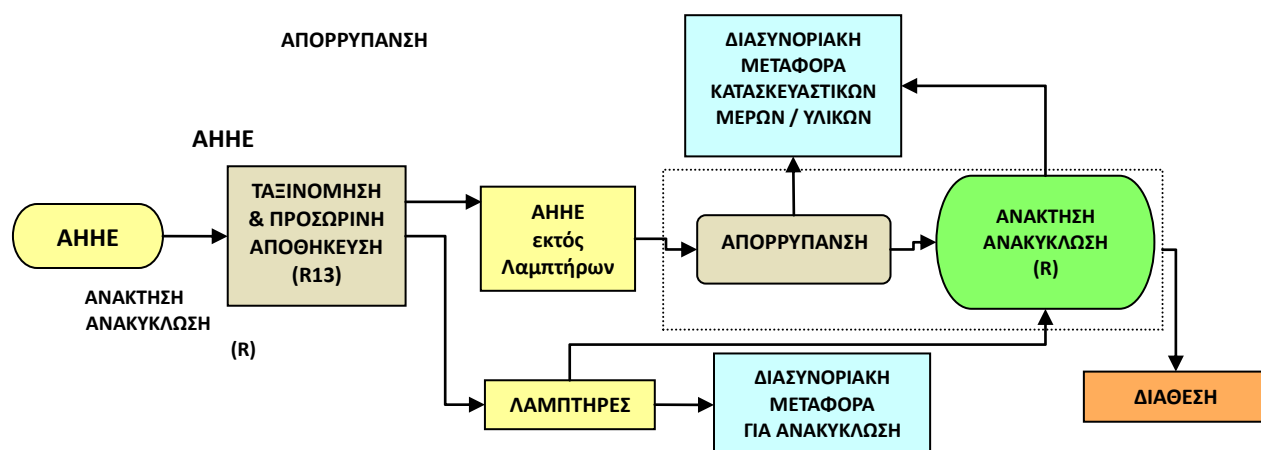 ΑΠΟΡΡΥΠΑΝΣΗ
ΔΙΑΣΥΝΟΡΙΑΚΗ
ΜΕΤΑΦΟΡΑ
ΚΑΤΑΣΚΕΥΑΣΤΙΚΩΝ
ΜΕΡΩΝ / ΥΛΙΚΩΝ
ΑΗΗΕ
ΑΗΗΕ
ΤΑΞΙΝΟΜΗΣΗ
& ΠΡΟΣΩΡΙΝΗ
ΑΠΟΘΗΚΕΥΣΗ
(R13)
ΑΗΗΕ
εκτός
Λαμπτήρων
ΑΠΟΡΡΥΠΑΝΣΗ
ΑΝΑΚΤΗΣΗ
ΑΝΑΚΥΚΛΩΣΗ
(R)
ΑΝΑΚΤΗΣΗ
ΑΝΑΚΥΚΛΩΣΗ
(R)
ΛΑΜΠΤΗΡΕΣ
ΔΙΑΣΥΝΟΡΙΑΚΗ
ΜΕΤΑΦΟΡΑ
ΓΙΑ ΑΝΑΚΥΚΛΩΣΗ
ΔΙΑΘΕΣΗ